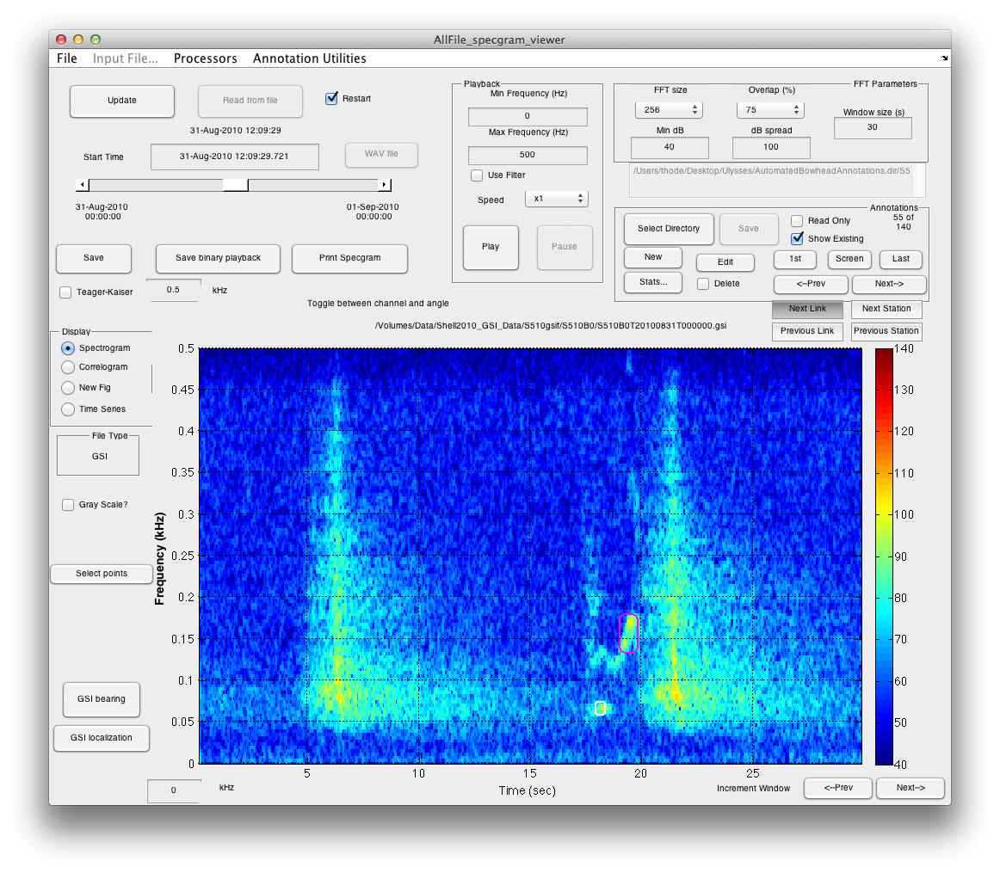 AllFile_specgram_viewer
File Input File... Processors Annotation Utilities
Update
Read from file
Restart
31-Aug-2010 12:09:29
Start Time
31-Aug-2010 12:09:29.721
WAV file
31-Aug-2010
00:00:00
01-Sep-2010
00:00:00
Save
Save binary playback
Print Specgram
Teager-Kaiser
0.5
kHz
Playback
Min Frequency (Hz)
0
Max Frequency (Hz)
500
Use Filter
Speed
x1
Play
Pause
FFT Parameters
FFT size
256
Overlap (%)
75
Window size (s)
30
Min dB
40
dB spread
100
/Users/thode/Desktop/Ulysses/AutomatedBowheadAnnotations.dir/S5
Annotations
Select Directory
Save
Read Only
55 of
140
Show Existing
New
Edit
1st
Screen
Last
Stats...
Delete
<--Prev
Next-->
Next Link
Next Station
Previous Link
Previous Station
Toggle between channel and angle
/Volumes/Data/Shell2010_GSI_Data/S510gsif/S510B0/S510B0T20100831T000000.gsi
Display
Spectrogram
Correlogram
New Fig
Time Series
File Type
GSI
Gray Scale?
Select points
GSI bearing
GSI localization
0
kHz
Frequency (kHz)
0.5
0.45
0.4
0.35
0.3
0.25
0.2
0.15
0.1
0.05
0
5 10 15 20 25
Time (sec)
140
130
120
110
100
90
80
70
60
50
40
Increment Window
<--Prev
Next-->